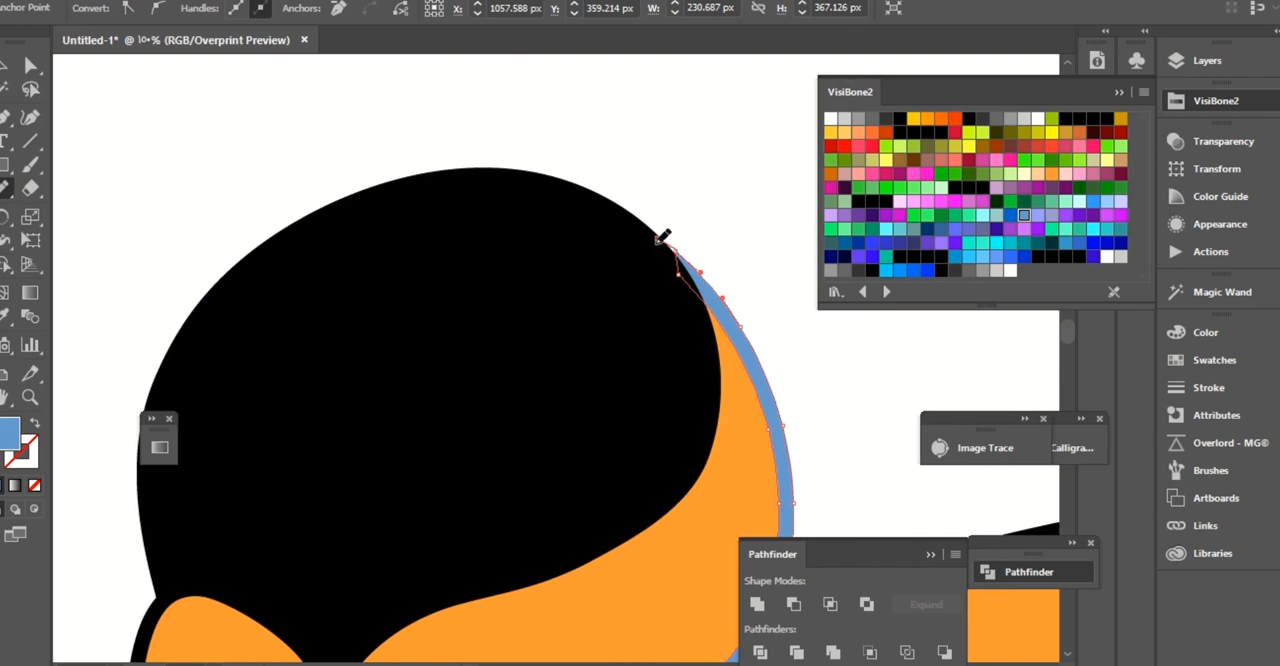 nchor Point Convert: Handles: Anchors: X: 1057.588 px Y: 359.214 px W: 230.687 px H: 367.126 px
Untitled-1* @ % (RGB/Overprint Preview) ×
VisiBone2
Layers
VisiBone2
Transparency
Transform
Color Guide
Appearance
Actions
Magic Wand
Color
Swatches
Stroke
Attributes
Overlord - MG®
Brushes
Artboards
Links
Libraries
Image Trace
Calligra...
Pathfinder
Shape Modes:
Expand
Pathfinders:
Pathfinder